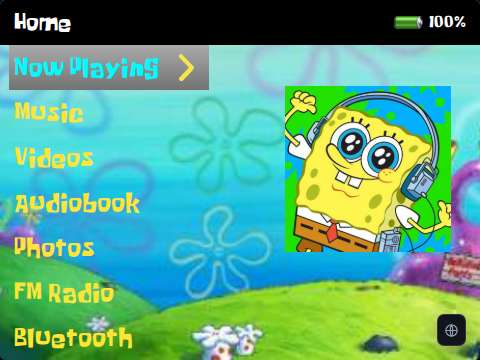 Home
100%
Now Playing
Music
Videos
Audiobook
Photos
FM Radio
Bluetooth